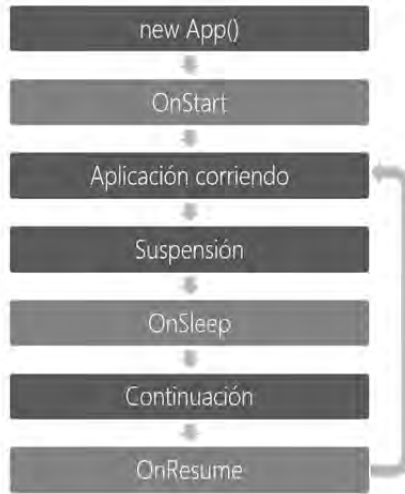 new App()
OnStart
Aplicación corriendo
Suspensión
OnSleep
Continuación
OnResume